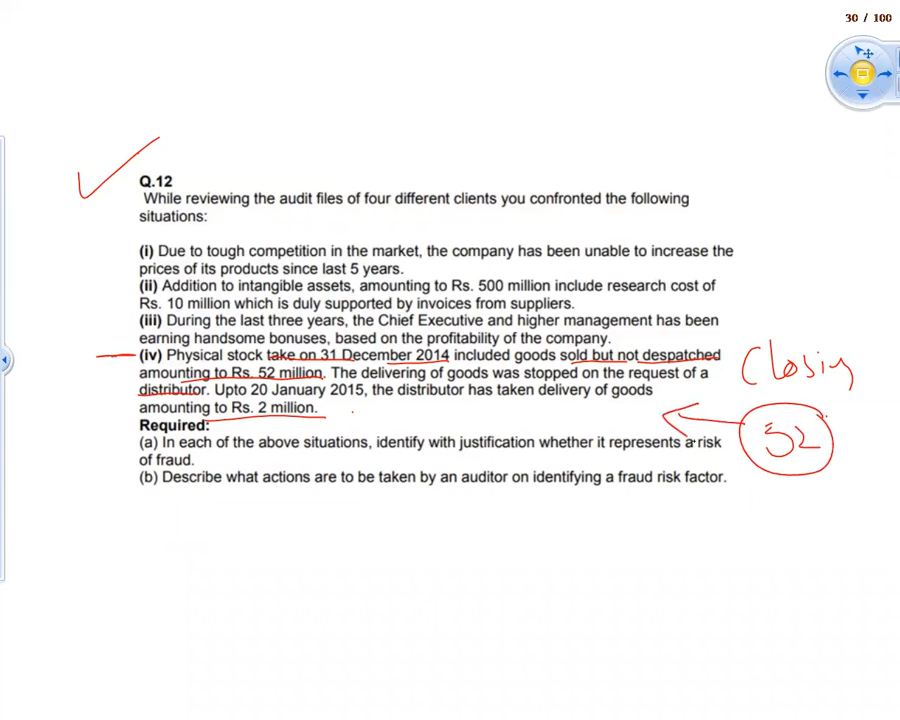 30 / 100
Q.12
While reviewing the audit files of four different clients you confronted the following
situations:
(i) Due to tough competition in the market, the company has been unable to increase the
prices of its products since last 5 years.
(ii) Addition to intangible assets, amounting to Rs. 500 million include research cost of
Rs. 10 million which is duly supported by invoices from suppliers.
(iii) During the last three years, the Chief Executive and higher management has been
earning handsome bonuses, based on the profitability of the company.
(iv) Physical stock take on 31 December 2014 included goods sold but not despatched
amounting to Rs. 52 million. The delivering of goods was stopped on the request of a
distributor. Upto 20 January 2015, the distributor has taken delivery of goods
amounting to Rs. 2 million.
Closing
52
Required:
(a) In each of the above situations, identify with justification whether it represents a risk
of fraud.
(b) Describe what actions are to be taken by an auditor on identifying a fraud risk factor.